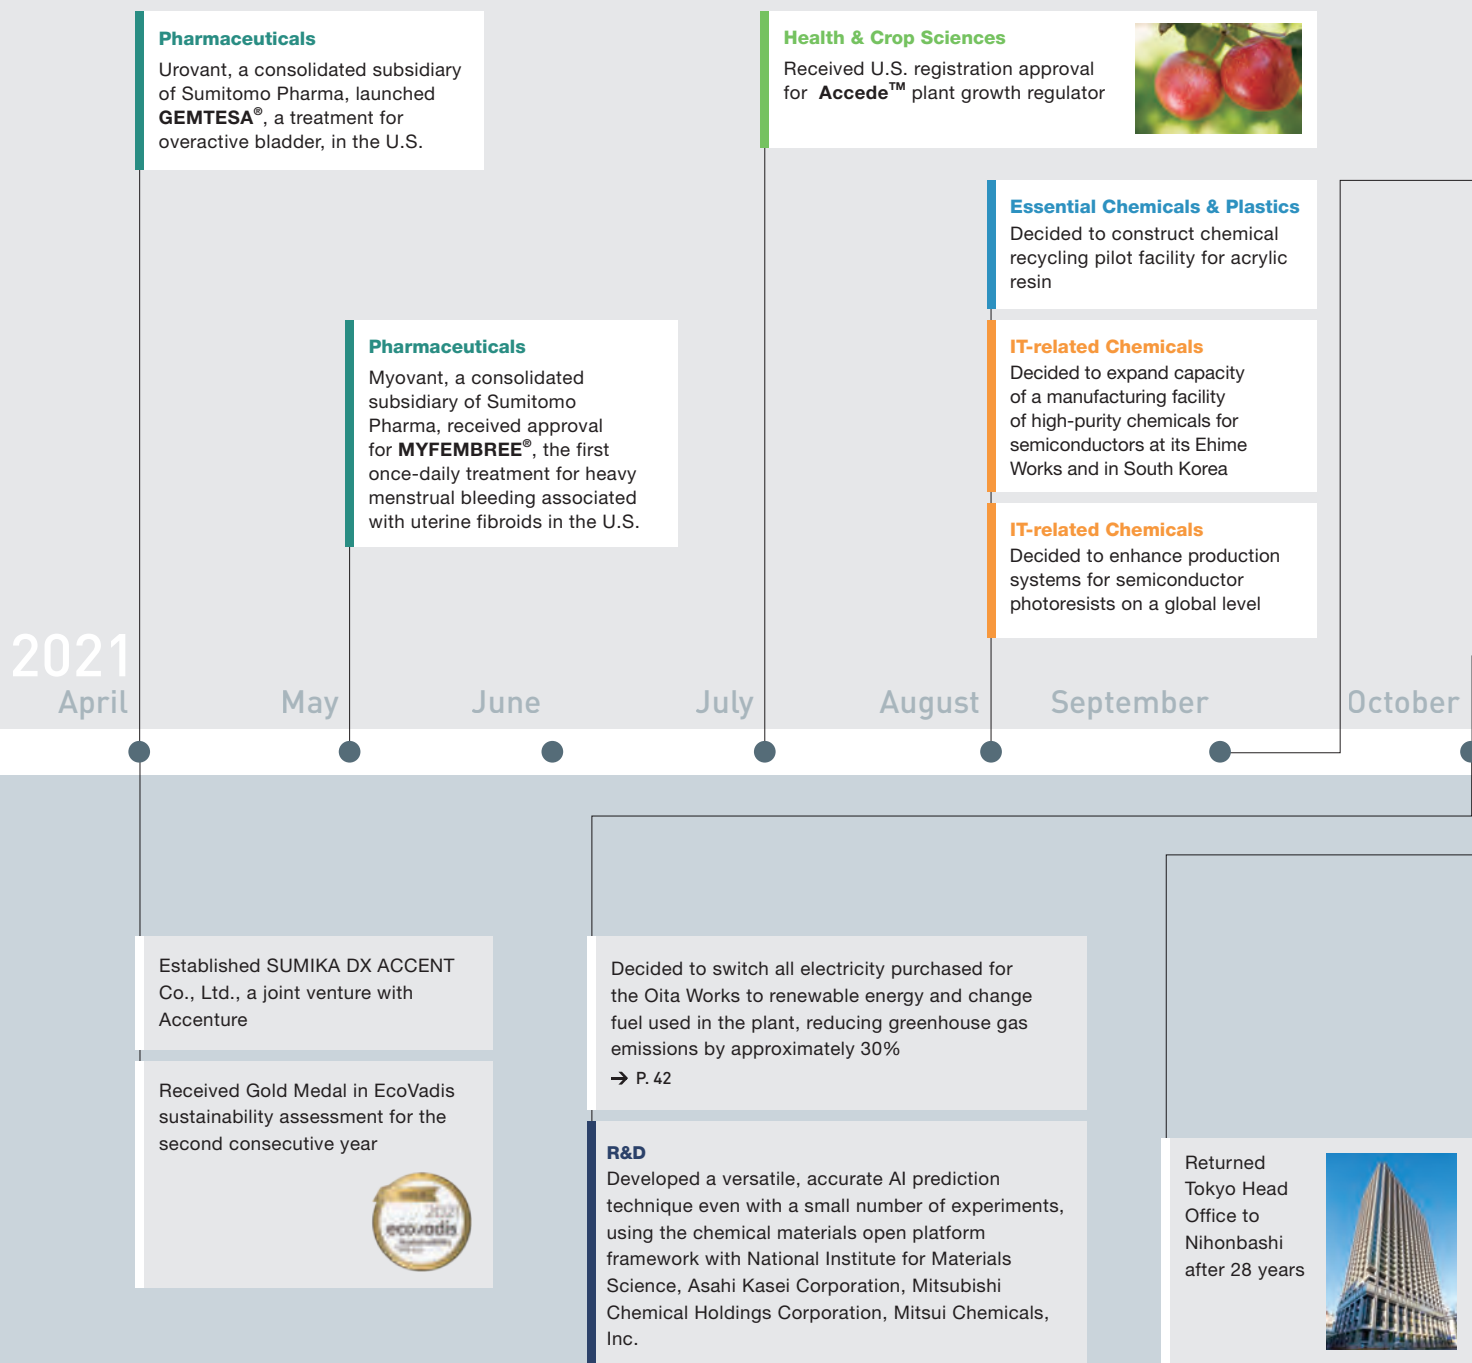 Pharmaceuticals
Urovant, a consolidated subsidiary
of Sumitomo Pharma, launched
GEMTESA®, a treatment for
overactive bladder, in the U.S.
Health & Crop Sciences
Received U.S. registration approval
for Accede™ plant growth regulator
Essential Chemicals & Plastics
Decided to construct chemical
recycling pilot facility for acrylic
resin
Pharmaceuticals
Myovant, a consolidated
subsidiary of Sumitomo
Pharma, received approval
for MYFEMBREE®, the first
once-daily treatment for heavy
menstrual bleeding associated
with uterine fibroids in the U.S.
IT-related Chemicals
Decided to expand capacity
of a manufacturing facility
of high-purity chemicals for
semiconductors at its Ehime
Works and in South Korea
IT-related Chemicals
Decided to enhance production
systems for semiconductor
photoresists on a global level
2021
April May June July August September October
Established SUMIKA DX ACCENT
Co., Ltd., a joint venture with
Accenture
Received Gold Medal in EcoVadis
sustainability assessment for the
second consecutive year
2021
ecovadis
Decided to switch all electricity purchased for
the Oita Works to renewable energy and change
fuel used in the plant, reducing greenhouse gas
emissions by approximately 30%
→ P. 42
R&D
Developed a versatile, accurate AI prediction
technique even with a small number of experiments,
using the chemical materials open platform
framework with National Institute for Materials
Science, Asahi Kasei Corporation, Mitsubishi
Chemical Holdings Corporation, Mitsui Chemicals,
Inc.
Returned
Tokyo Head
Office to
Nihonbashi
after 28 years